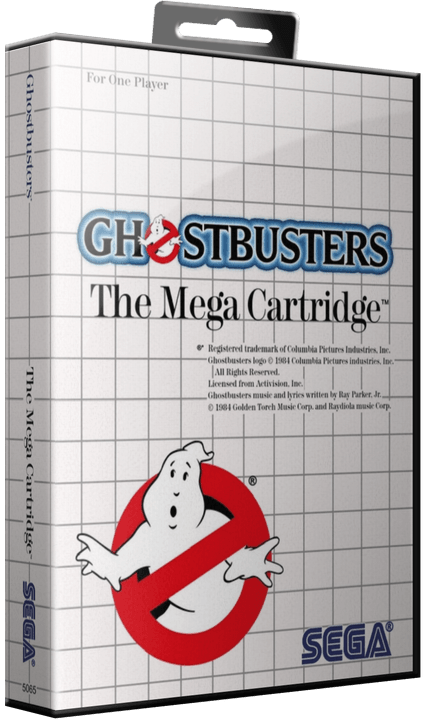 For One Player
GHOSTBUSTERS
The Mega Cartridge™
®* Registered trademark of Columbia Pictures Industries, Inc.
Ghostbusters logo © 1984 Columbia Pictures industries, Inc.
All Rights Reserved.
Licensed from Activision, Inc.
Ghostbusters music and lyrics written by Ray Parker, Jr.
© 1984 Golden Torch Music Corp. and Raydiola music Corp.
®
SEGA®
Ghostbusters
The Mega Cartridge
SEGA®
5065